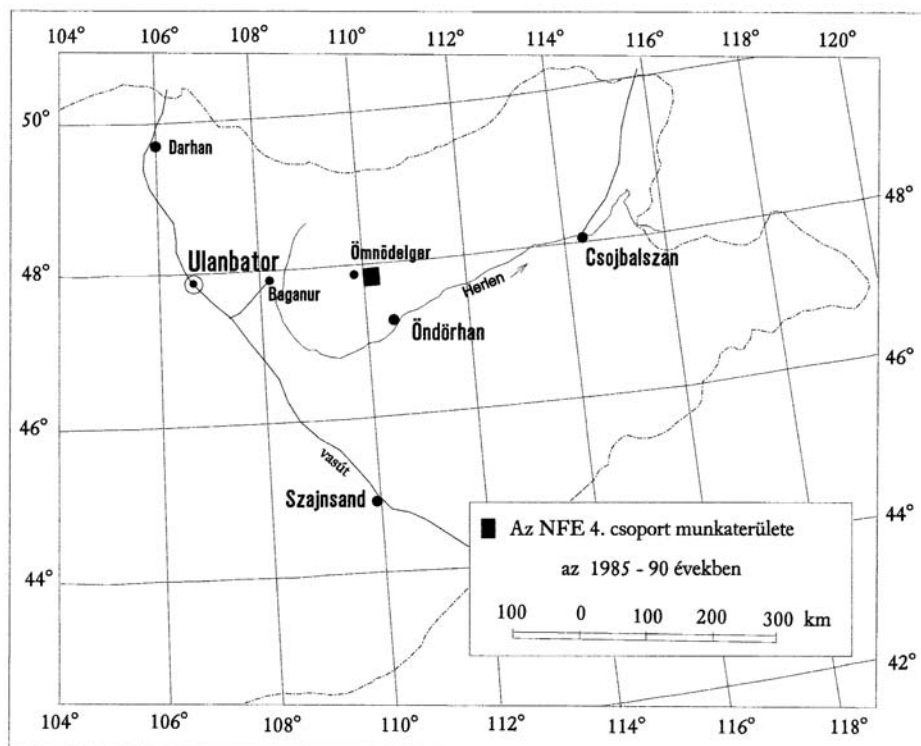 104° 106° 108° 110° 112° 114° 116° 118° 120°
50°
Darhan
48°
Ömnödelger
Ulanbator
48°
Baganur
Csojbalszan
Herlen →
Öndörhan
46°
46°
vasút
Szajnsand
44°
Az NFE 4. csoport munkaterülete
az 1985 - 90 években
44°
100 0 100 200 300 km
42°
104° 106° 108° 110° 112° 114° 116° 118°